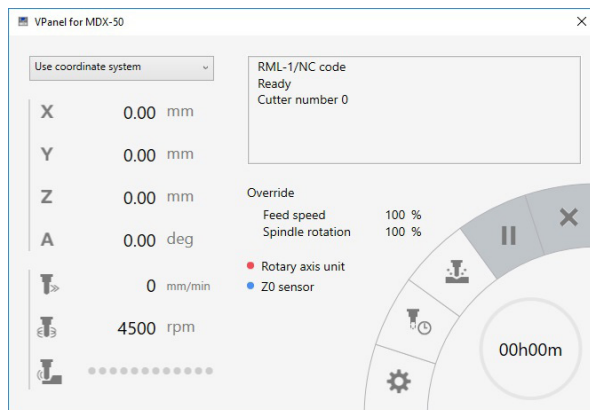 VPanel for MDX-50
Use coordinate system
X 0.00 mm
Y 0.00 mm
Z 0.00 mm
A 0.00 deg
0 mm/min
4500 rpm
RML-1/NC code
Ready
Cutter number 0
Override
Feed speed 100 %
Spindle rotation 100 %
Rotary axis unit
Z0 sensor
00h00m